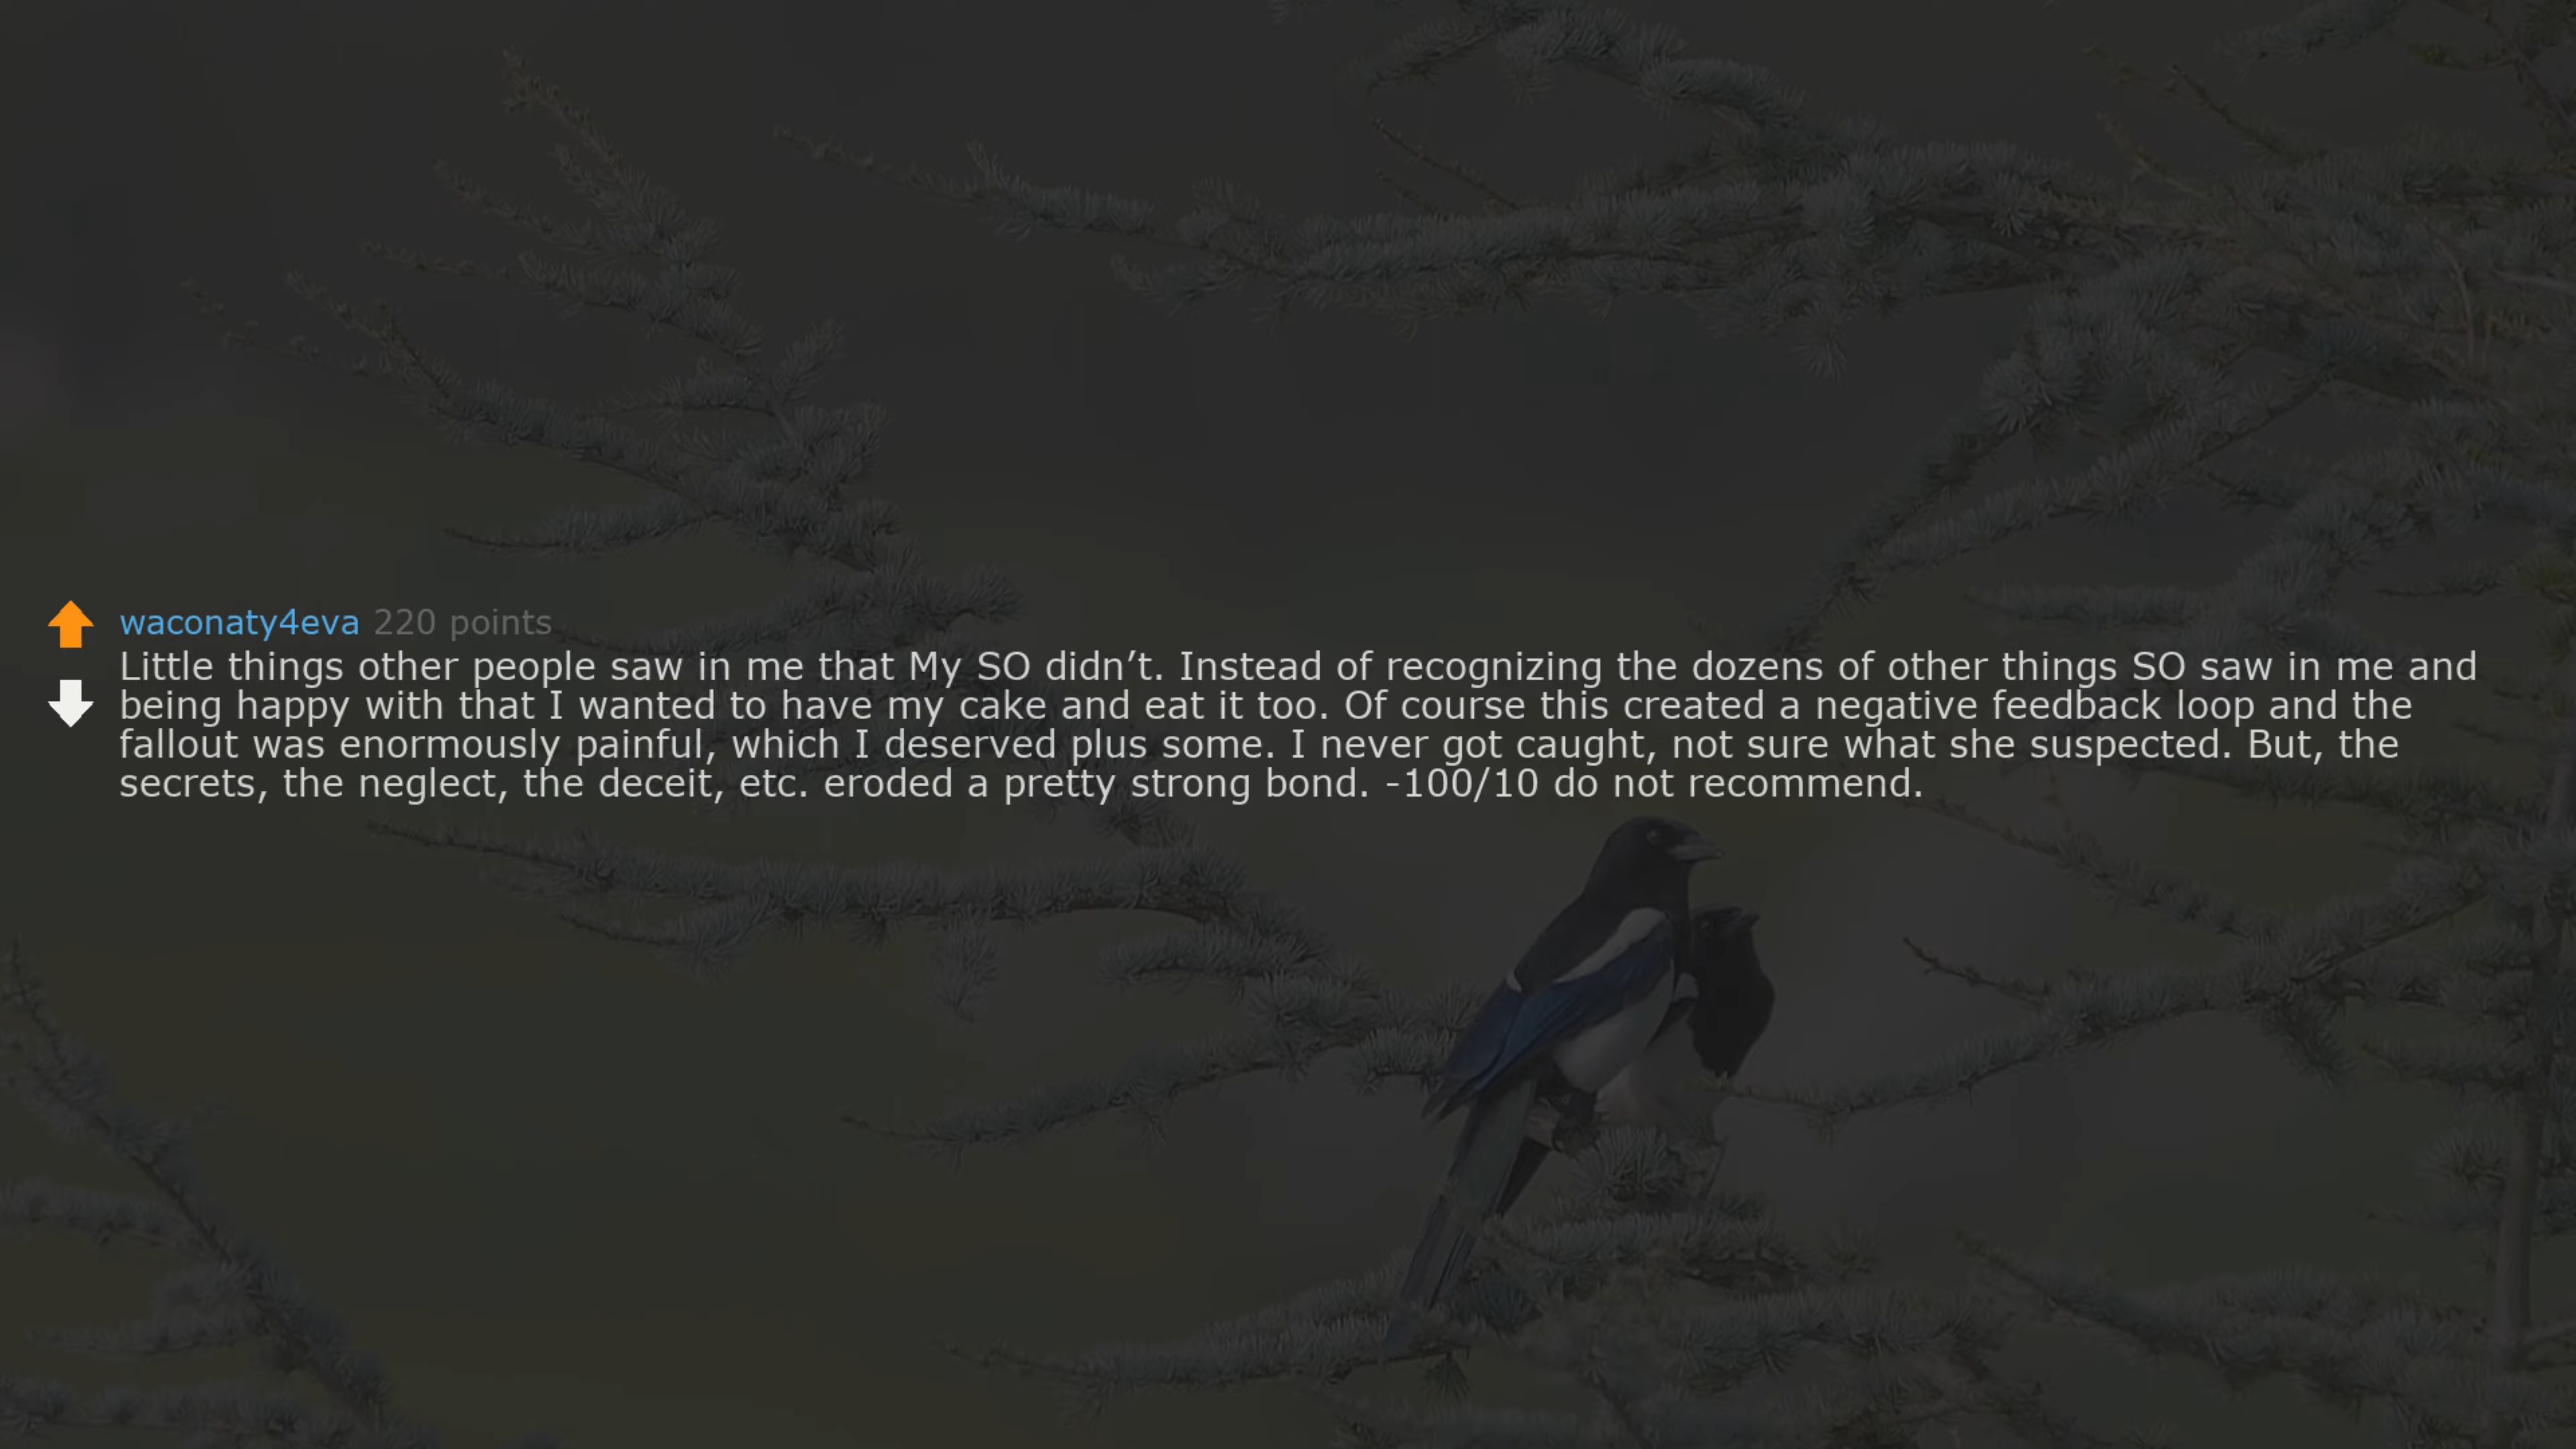 waconaty4eva 220 points
Little things other people saw in me that My SO didn’t. Instead of recognizing the dozens of other things SO saw in me and
being happy with that I wanted to have my cake and eat it too. Of course this created a negative feedback loop and the
fallout was enormously painful, which I deserved plus some. I never got caught, not sure what she suspected. But, the
secrets, the neglect, the deceit, etc. eroded a pretty strong bond. -100/10 do not recommend.